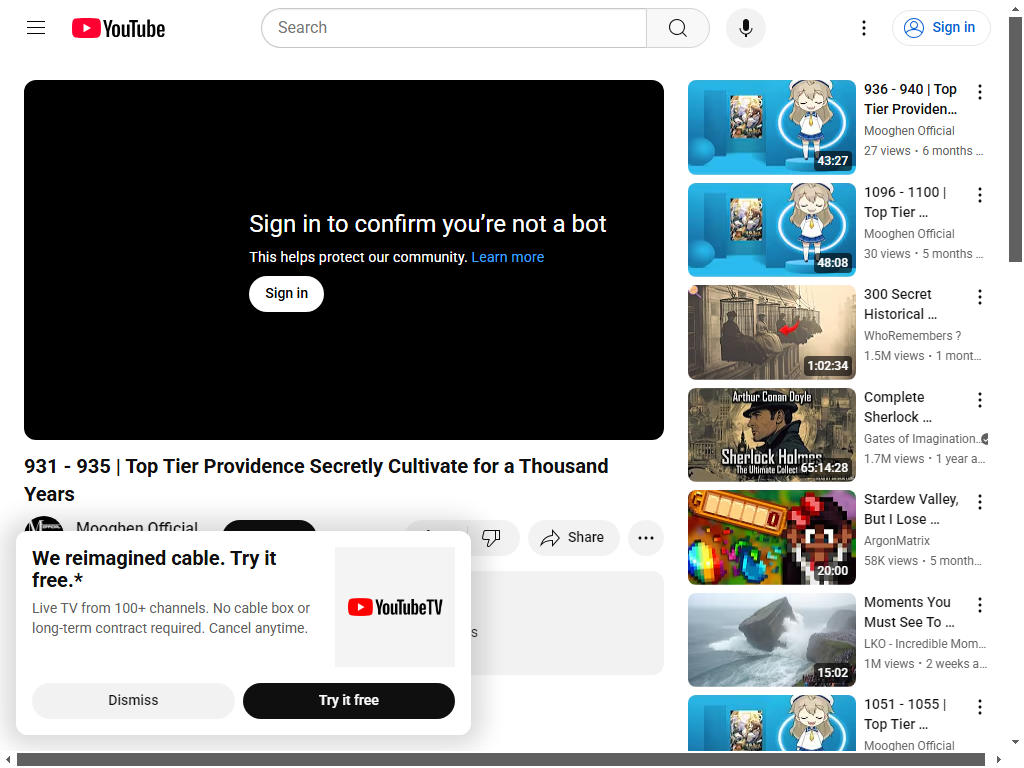 YouTube
Search
Sign in
Sign in to confirm you’re not a bot
This helps protect our community. Learn more
Sign in
931 - 935 | Top Tier Providence Secretly Cultivate for a Thousand
Years
Mooghen Official
Share
We reimagined cable. Try it
free.*
Live TV from 100+ channels. No cable box or
long-term contract required. Cancel anytime.
YouTubeTV
Dismiss
Try it free
s
43:27
936 - 940 | Top
Tier Providen...
Mooghen Official
27 views • 6 months ...
48:08
1096 - 1100 |
Top Tier ...
Mooghen Official
30 views • 5 months ...
1:02:34
300 Secret
Historical ...
WhoRemembers ?
1.5M views • 1 mont...
Arthur Conan Doyle
Sherlock Holmes
The Ultimate Collect
65:14:28
Complete
Sherlock ...
Gates of Imagination...
1.7M views • 1 year a...
20:00
Stardew Valley,
But I Lose ...
ArgonMatrix
58K views • 5 month...
15:02
Moments You
Must See To ...
LKO - Incredible Mom...
1M views • 2 weeks a...
1051 - 1055 |
Top Tier ...
Mooghen Official